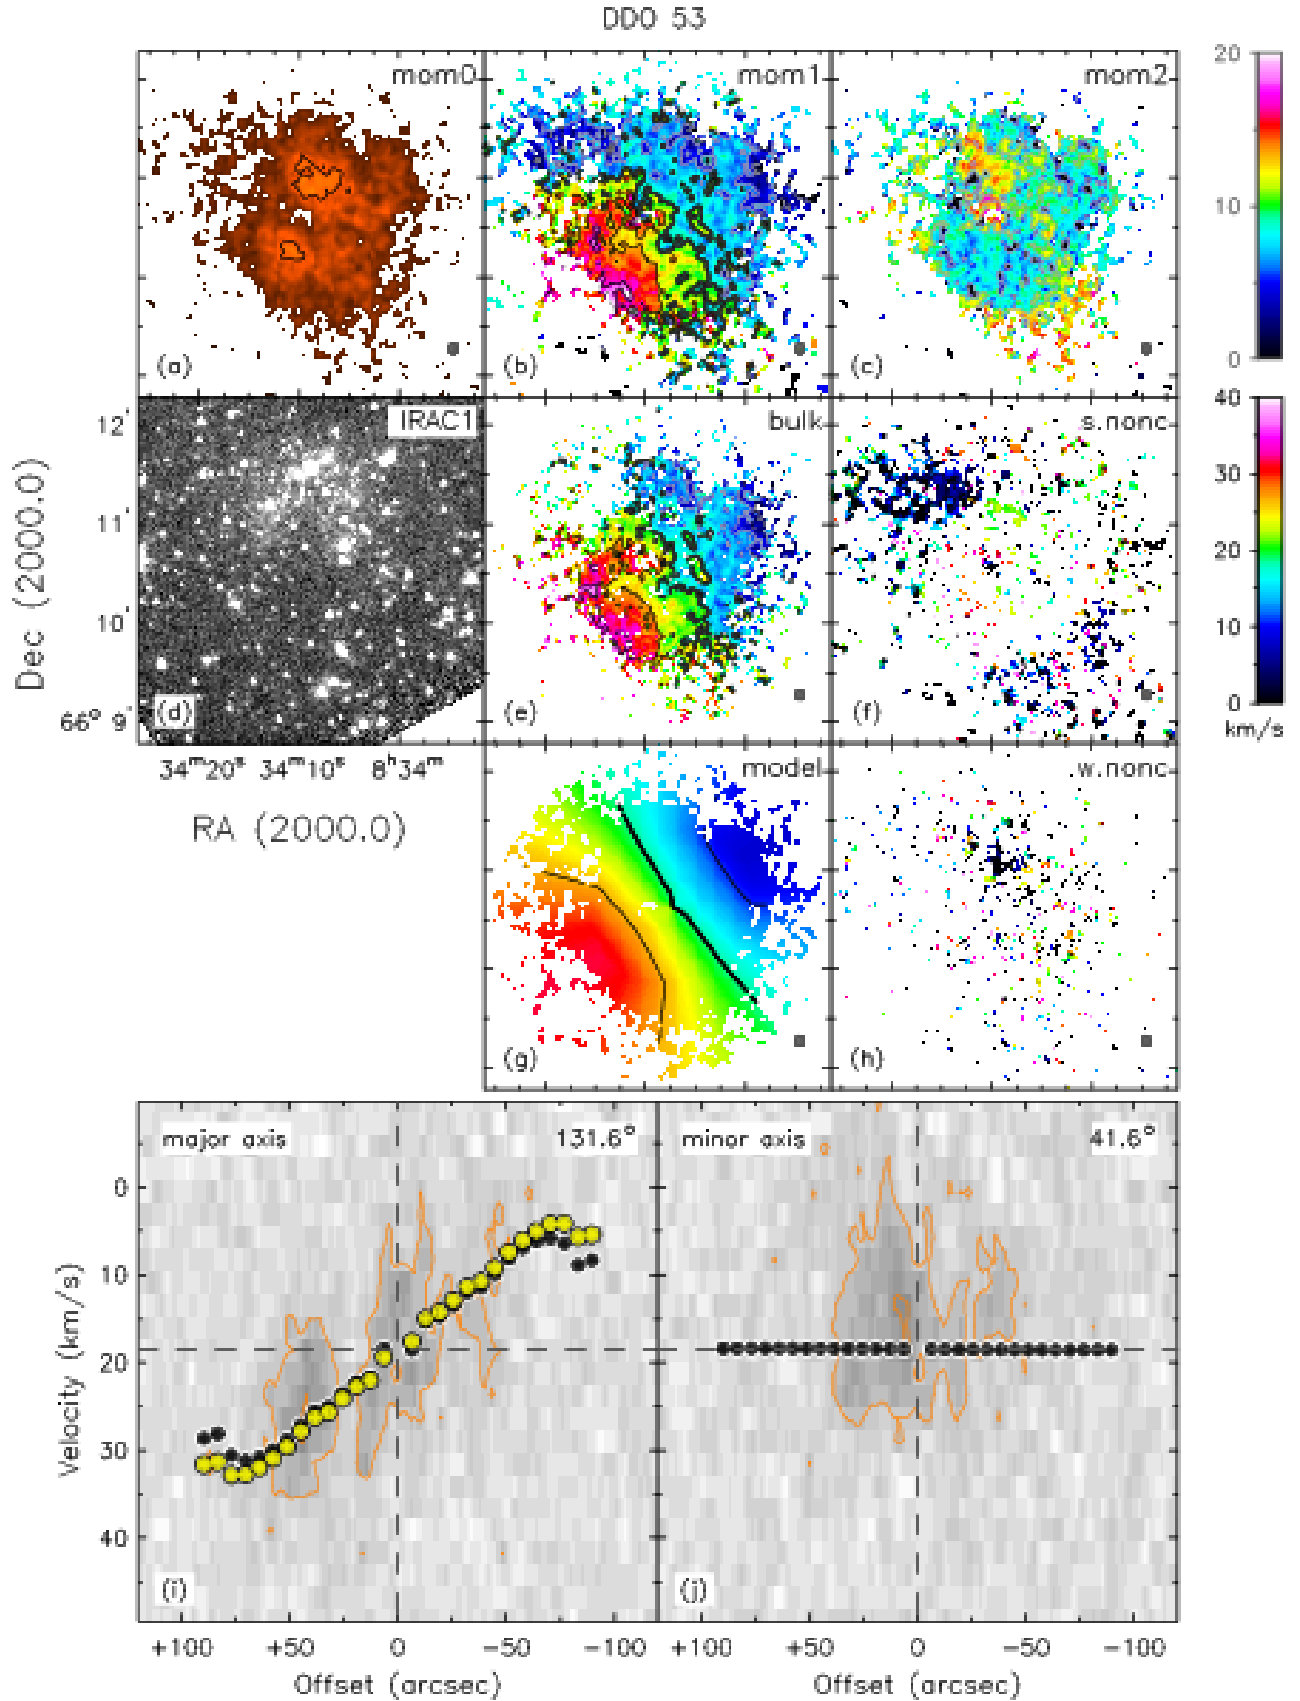 DDO 53
mom0
mom1
mom2
20
10
0
(a)
(b)
(c)
IRAC1
bulk
s.nonc
40
30
20
10
0
km/s
12'
11'
10'
66° 9'
Dec (2000.0)
(d)
(e)
(f)
34ᵐ20ˢ 34ᵐ10ˢ 8ʰ34ᵐ
RA (2000.0)
model
w.nonc
(g)
(h)
major axis
131.6°
minor axis
41.6°
0
10
20
30
40
Velocity (km/s)
(i)
(j)
+100 +50 0 −50 −100
+100 +50 0 −50 −100
Offset (arcsec)
Offset (arcsec)